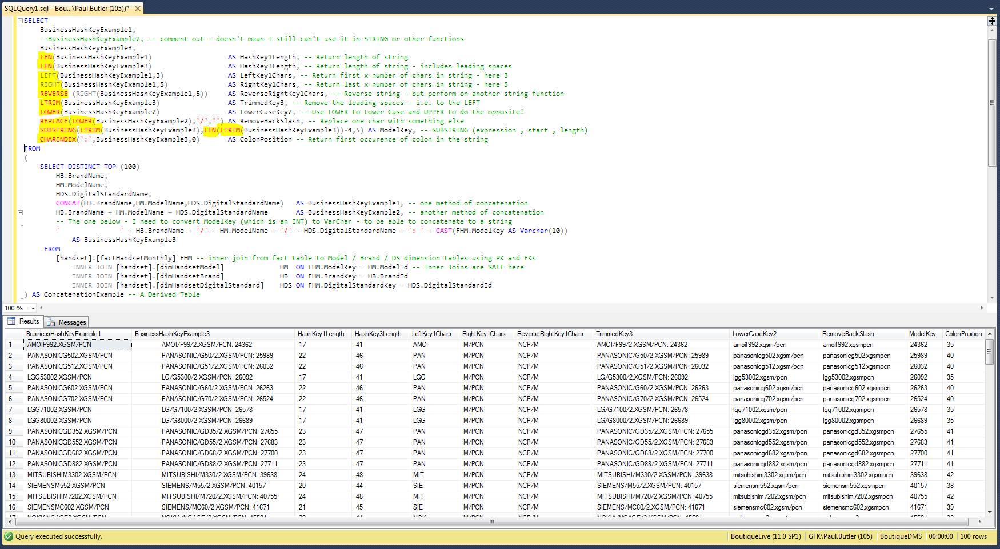 SQLQuery1.sql - Bou...\Paul.Butler (105))*
SELECT
BusinessHashKeyExample1,
--BusinessHashKeyExample2, -- comment out - doesn't mean I still can't use it in STRING or other functions
BusinessHashKeyExample3,
LEN(BusinessHashKeyExample1) AS HashKey1Length, -- Return length of string
LEN(BusinessHashKeyExample3) AS HashKey3Length, -- Return length of string - includes leading spaces
LEFT(BusinessHashKeyExample1,3) AS LeftKey1Chars, -- Return first x number of chars in string - here 3
RIGHT(BusinessHashKeyExample1,5) AS RightKey1Chars, -- Return last x number of chars in string - here 5
REVERSE (RIGHT(BusinessHashKeyExample1,5)) AS ReverseRightKey1Chars, -- Reverse string - but perform on another string function
LTRIM(BusinessHashKeyExample3) AS TrimmedKey3, -- Remove the leading spaces - i.e. to the LEFT
LOWER(BusinessHashKeyExample2) AS LowerCaseKey2, -- Use LOWER to Lower Case and UPPER to do the opposite!
REPLACE(LOWER(BusinessHashKeyExample2),'/','') AS RemoveBackSlash, -- Replace one char with something else
SUBSTRING(LTRIM(BusinessHashKeyExample3),LEN(LTRIM(BusinessHashKeyExample3))-4,5) AS ModelKey, -- SUBSTRING (expression , start , length)
CHARINDEX(':',BusinessHashKeyExample3,0) AS ColonPosition -- Return first occurence of colon in the string
FROM
(
SELECT DISTINCT TOP (100)
HB.BrandName,
HM.ModelName,
HDS.DigitalStandardName,
CONCAT(HB.BrandName,HM.ModelName,HDS.DigitalStandardName) AS BusinessHashKeyExample1, -- one method of concatenation
HB.BrandName + HM.ModelName + HDS.DigitalStandardName AS BusinessHashKeyExample2, -- another method of concatenation
-- The one below - I need to convert ModelKey (which is an INT) to VarChar - to be able to concatenate to a string
' ' + HB.BrandName + '/' + HM.ModelName + '/' + HDS.DigitalStandardName + ': ' + CAST(FHM.ModelKey AS Varchar(10))
AS BusinessHashKeyExample3
FROM
[handset].[factHandsetMonthly] FHM -- inner join from fact table to Model / Brand / DS dimension tables using PK and FKs
INNER JOIN [handset].[dimHandsetModel] HM ON FHM.ModelKey = HM.ModelId -- Inner Joins are SAFE here
INNER JOIN [handset].[dimHandsetBrand] HB ON FHM.BrandKey = HB.BrandId
INNER JOIN [handset].[dimHandsetDigitalStandard] HDS ON FHM.DigitalStandardKey = HDS.DigitalStandardId
) AS ConcatenationExample -- A Derived Table
100 %
Results Messages
BusinessHashKeyExample1 BusinessHashKeyExample3 HashKey1Length HashKey3Length LeftKey1Chars RightKey1Chars ReverseRightKey1Chars TrimmedKey3 LowerCaseKey2 RemoveBackSlash ModelKey ColonPosition
1 AMOIF992.XGSM/PCN AMOI/F99/2.XGSM/PCN: 24362 17 41 AMO M/PCN NCP/M AMOI/F99/2.XGSM/PCN: 24362 amoif992.xgsm/pcn amoif992.xgsmpcn 24362 35
2 PANASONICG502.XGSM/PCN PANASONIC/G50/2.XGSM/PCN: 25989 22 46 PAN M/PCN NCP/M PANASONIC/G50/2.XGSM/PCN: 25989 panasonicg502.xgsm/pcn panasonicg502.xgsmpcn 25989 40
3 PANASONICG512.XGSM/PCN PANASONIC/G51/2.XGSM/PCN: 26032 22 46 PAN M/PCN NCP/M PANASONIC/G51/2.XGSM/PCN: 26032 panasonicg512.xgsm/pcn panasonicg512.xgsmpcn 26032 40
4 LGG53002.XGSM/PCN LG/G5300/2.XGSM/PCN: 26092 17 41 LGG M/PCN NCP/M LG/G5300/2.XGSM/PCN: 26092 lgg53002.xgsm/pcn lgg53002.xgsmpcn 26092 35
5 PANASONICG602.XGSM/PCN PANASONIC/G60/2.XGSM/PCN: 26263 22 46 PAN M/PCN NCP/M PANASONIC/G60/2.XGSM/PCN: 26263 panasonicg602.xgsm/pcn panasonicg602.xgsmpcn 26263 40
6 PANASONICG702.XGSM/PCN PANASONIC/G70/2.XGSM/PCN: 26524 22 46 PAN M/PCN NCP/M PANASONIC/G70/2.XGSM/PCN: 26524 panasonicg702.xgsm/pcn panasonicg702.xgsmpcn 26524 40
7 LGG71002.XGSM/PCN LG/G7100/2.XGSM/PCN: 26578 17 41 LGG M/PCN NCP/M LG/G7100/2.XGSM/PCN: 26578 lgg71002.xgsm/pcn lgg71002.xgsmpcn 26578 35
8 LGG80002.XGSM/PCN LG/G8000/2.XGSM/PCN: 26689 17 41 LGG M/PCN NCP/M LG/G8000/2.XGSM/PCN: 26689 lgg80002.xgsm/pcn lgg80002.xgsmpcn 26689 35
9 PANASONICGD352.XGSM/PCN PANASONIC/GD35/2.XGSM/PCN: 27655 23 47 PAN M/PCN NCP/M PANASONIC/GD35/2.XGSM/PCN: 27655 panasonicgd352.xgsm/pcn panasonicgd352.xgsmpcn 27655 41
10 PANASONICGD552.XGSM/PCN PANASONIC/GD55/2.XGSM/PCN: 27683 23 47 PAN M/PCN NCP/M PANASONIC/GD55/2.XGSM/PCN: 27683 panasonicgd552.xgsm/pcn panasonicgd552.xgsmpcn 27683 41
11 PANASONICGD682.XGSM/PCN PANASONIC/GD68/2.XGSM/PCN: 27700 23 47 PAN M/PCN NCP/M PANASONIC/GD68/2.XGSM/PCN: 27700 panasonicgd682.xgsm/pcn panasonicgd682.xgsmpcn 27700 41
12 PANASONICGD882.XGSM/PCN PANASONIC/GD88/2.XGSM/PCN: 27711 23 47 PAN M/PCN NCP/M PANASONIC/GD88/2.XGSM/PCN: 27711 panasonicgd882.xgsm/pcn panasonicgd882.xgsmpcn 27711 41
13 MITSUBISHIM3302.XGSM/PCN MITSUBISHI/M330/2.XGSM/PCN: 39638 24 48 MIT M/PCN NCP/M MITSUBISHI/M330/2.XGSM/PCN: 39638 mitsubishim3302.xgsm/pcn mitsubishim3302.xgsmpcn 39638 42
14 SIEMENSM552.XGSM/PCN SIEMENS/M55/2.XGSM/PCN: 40157 20 44 SIE M/PCN NCP/M SIEMENS/M55/2.XGSM/PCN: 40157 siemensm552.xgsm/pcn siemensm552.xgsmpcn 40157 38
15 MITSUBISHIM7202.XGSM/PCN MITSUBISHI/M720/2.XGSM/PCN: 40755 24 48 MIT M/PCN NCP/M MITSUBISHI/M720/2.XGSM/PCN: 40755 mitsubishim7202.xgsm/pcn mitsubishim7202.xgsmpcn 40755 42
16 SIEMENSMC602.XGSM/PCN SIEMENS/MC60/2.XGSM/PCN: 41671 21 45 SIE M/PCN NCP/M SIEMENS/MC60/2.XGSM/PCN: 41671 siemensmc602.xgsm/pcn siemensmc602.xgsmpcn 41671 39
Query executed successfully. BoutiqueLive (11.0 SP1) GFK\Paul.Butler (105) BoutiqueDMS 00:00:00 100 rows